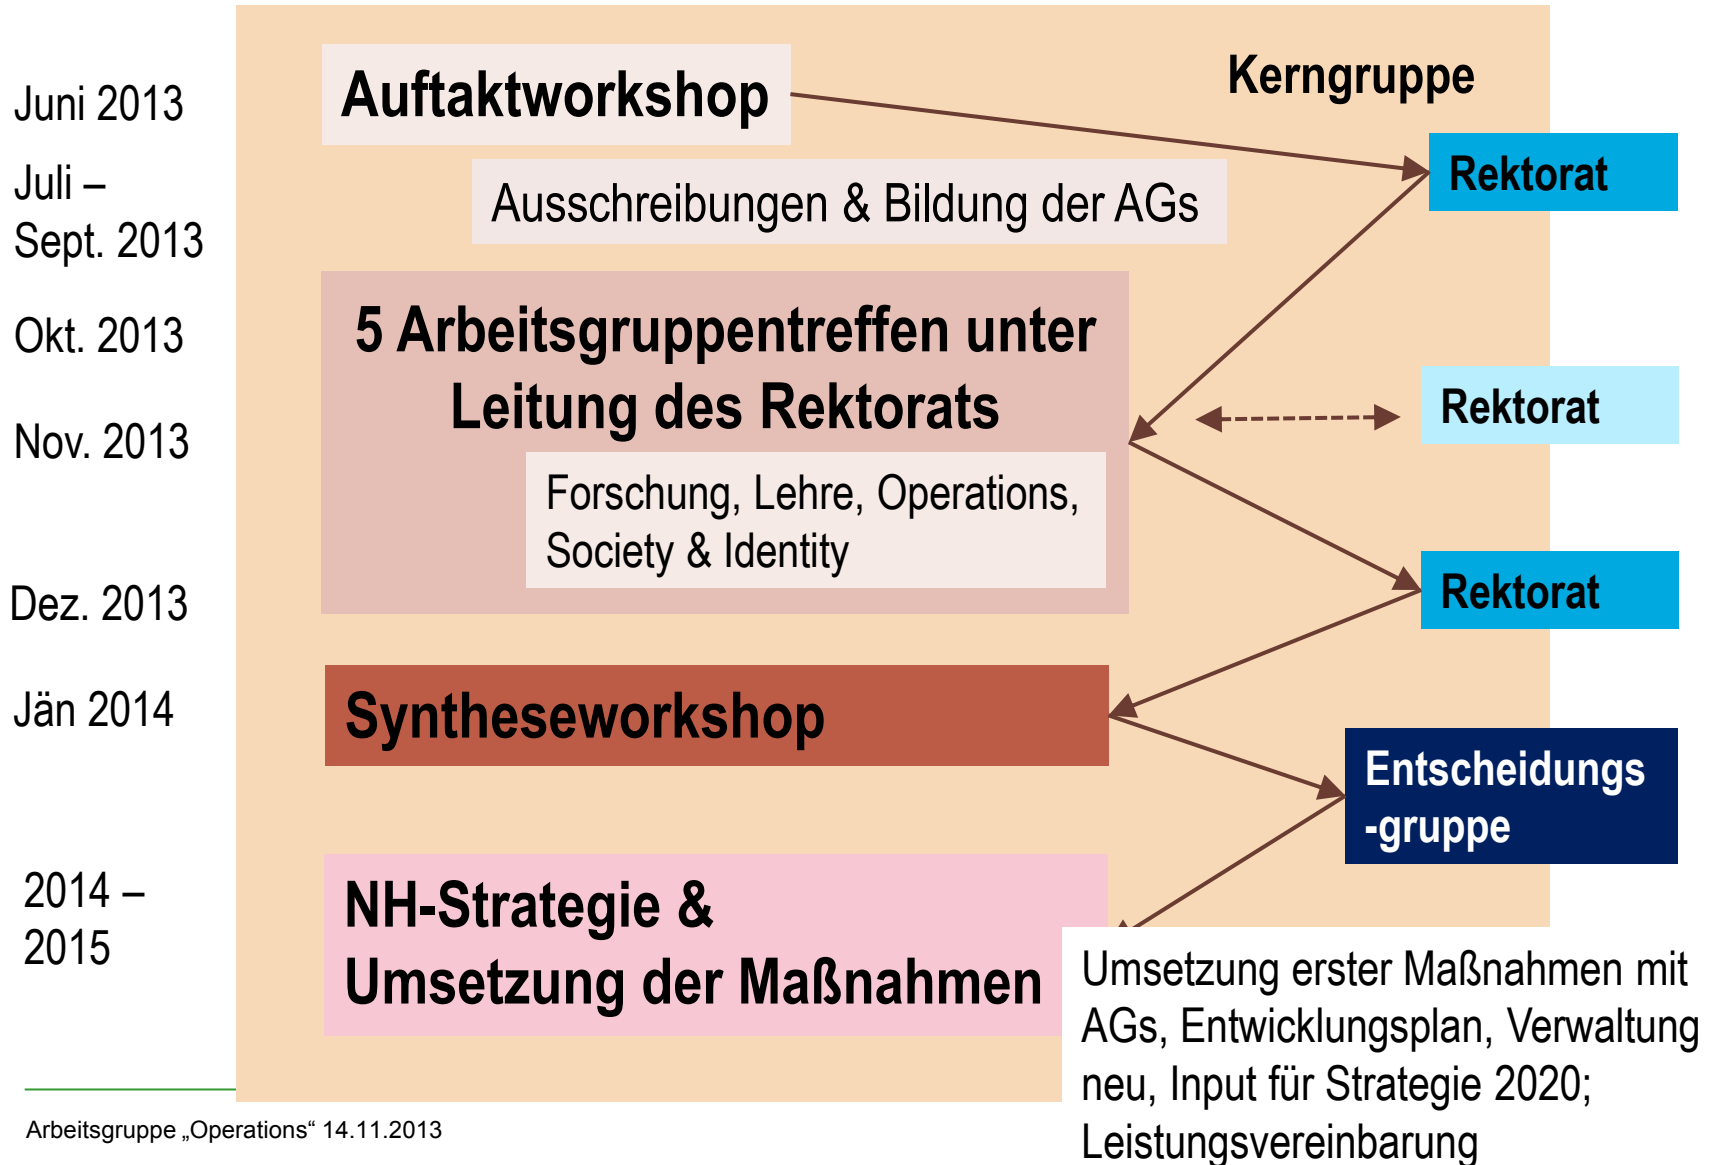 Juni 2013
Auftaktworkshop
Kerngruppe
Rektorat
Juli –
Sept. 2013
Ausschreibungen & Bildung der AGs
Okt. 2013
Nov. 2013
5 Arbeitsgruppentreffen unter
Leitung des Rektorats
Forschung, Lehre, Operations,
Society & Identity
Rektorat
Dez. 2013
Rektorat
Jän 2014
Syntheseworkshop
Entscheidungs
-gruppe
2014 –
2015
NH-Strategie &
Umsetzung der Maßnahmen
Umsetzung erster Maßnahmen mit
AGs, Entwicklungsplan, Verwaltung
neu, Input für Strategie 2020;
Leistungsvereinbarung
Arbeitsgruppe „Operations“ 14.11.2013